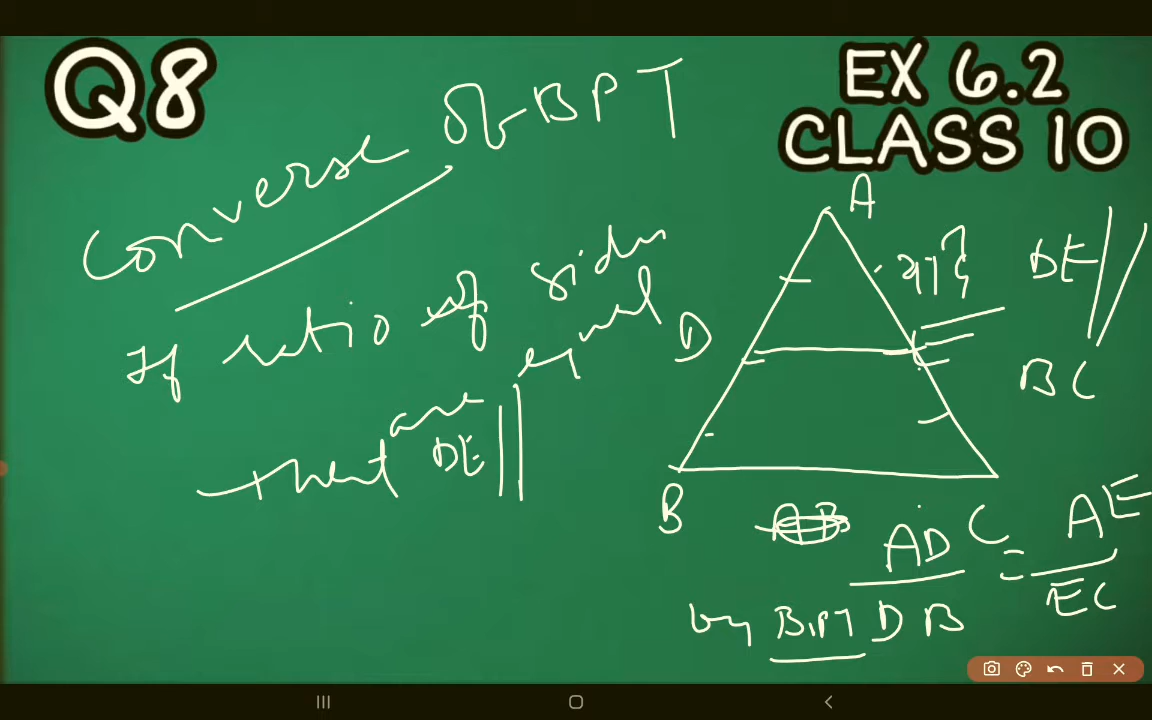 Q8
EX 6.2
CLASS 10
Converse of BPT
If ratio of sides
are equal
then DE ||
A
D
B
C
DE //
BC
AD = AE
DB EC
by B.P.T